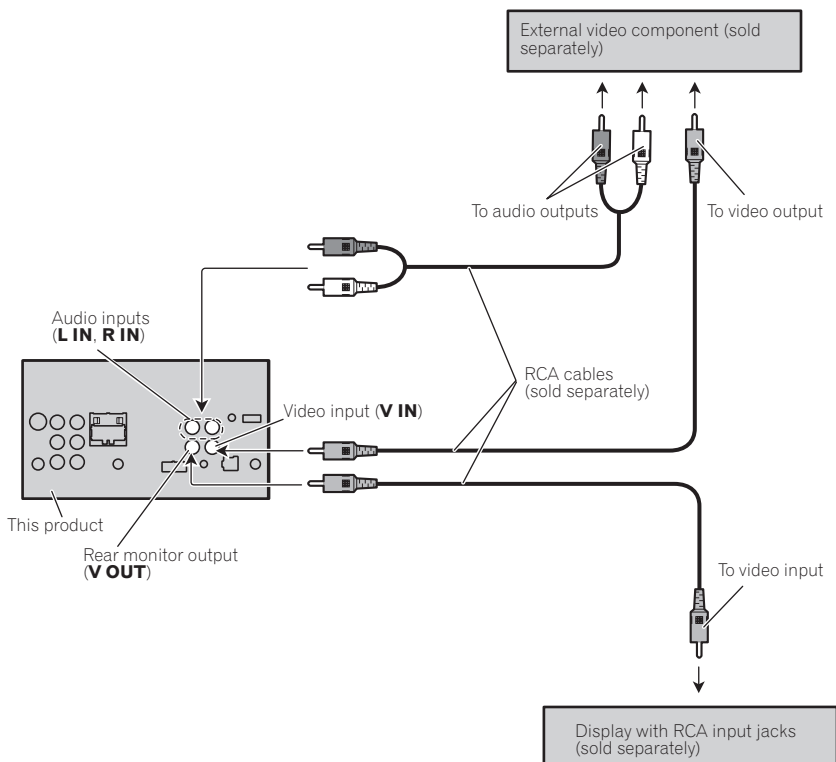 External video component (sold
separately)
To audio outputs
To video output
Audio inputs
(L IN, R IN)
RCA cables
(sold separately)
Video input (V IN)
This product
Rear monitor output
(V OUT)
To video input
Display with RCA input jacks
(sold separately)